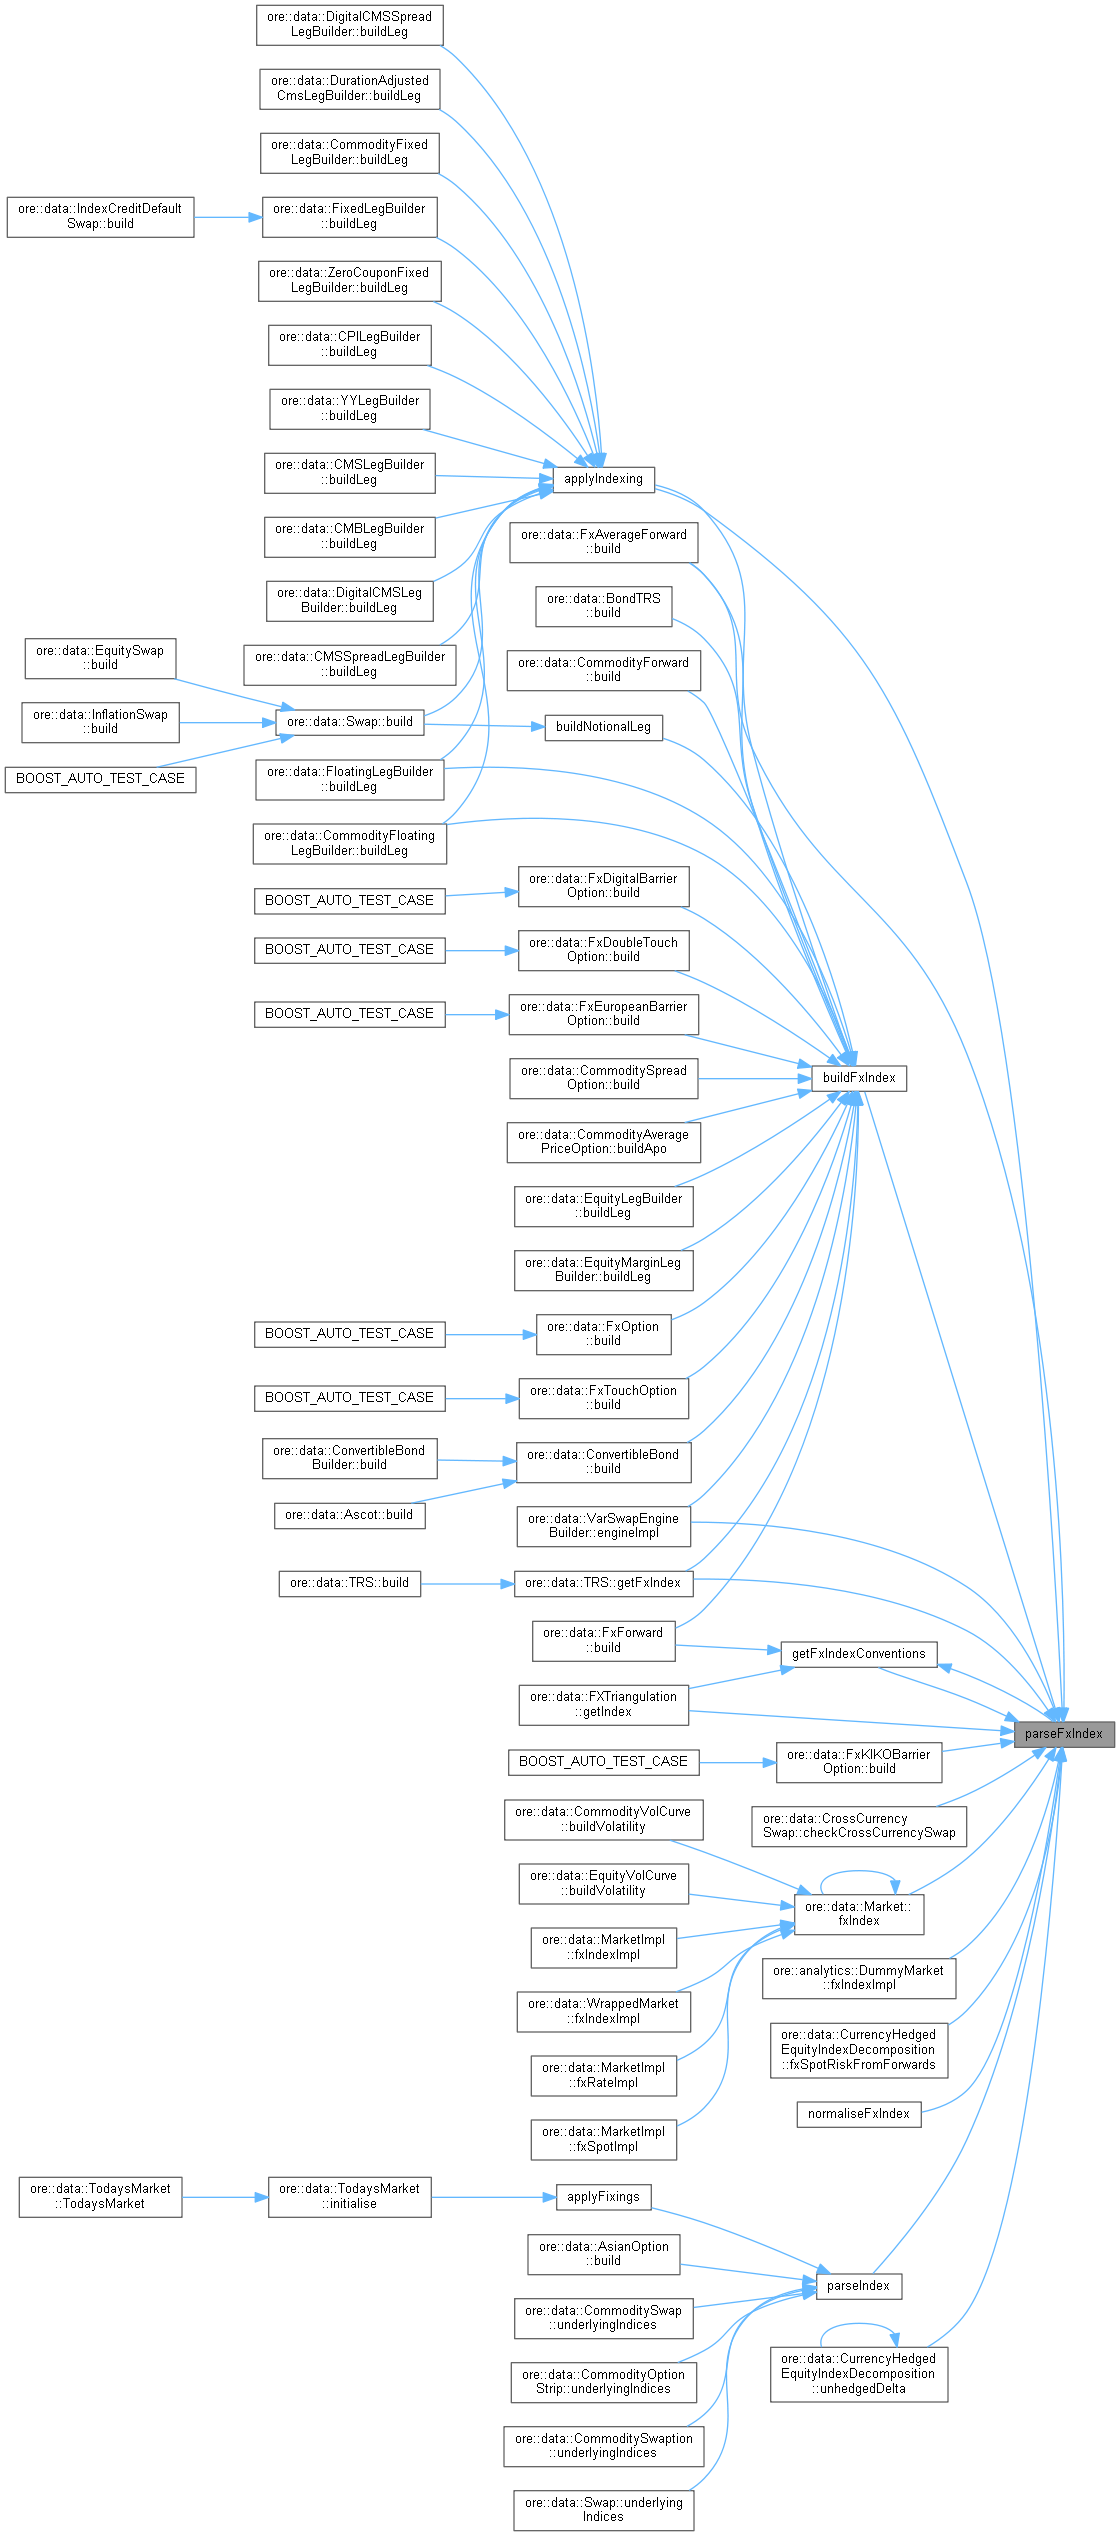 ore::data::DigitalCMSSpread
LegBuilder::buildLeg
ore::data::DurationAdjusted
CmsLegBuilder::buildLeg
ore::data::CommodityFixed
LegBuilder::buildLeg
ore::data::IndexCreditDefault
Swap::build
ore::data::FixedLegBuilder
::buildLeg
ore::data::ZeroCouponFixed
LegBuilder::buildLeg
ore::data::CPILegBuilder
::buildLeg
ore::data::YYLegBuilder
::buildLeg
ore::data::CMSLegBuilder
::buildLeg
applyIndexing
ore::data::CMBLegBuilder
::buildLeg
ore::data::FxAverageForward
::build
ore::data::DigitalCMSLeg
Builder::buildLeg
ore::data::BondTRS
::build
ore::data::CMSSpreadLegBuilder
::buildLeg
ore::data::CommodityForward
::build
ore::data::EquitySwap
::build
ore::data::InflationSwap
::build
ore::data::Swap::build
buildNotionalLeg
BOOST_AUTO_TEST_CASE
ore::data::FloatingLegBuilder
::buildLeg
ore::data::CommodityFloating
LegBuilder::buildLeg
ore::data::FxDigitalBarrier
Option::build
BOOST_AUTO_TEST_CASE
ore::data::FxDoubleTouch
Option::build
BOOST_AUTO_TEST_CASE
ore::data::FxEuropeanBarrier
Option::build
BOOST_AUTO_TEST_CASE
ore::data::CommoditySpread
Option::build
buildFxIndex
ore::data::CommodityAverage
PriceOption::buildApo
ore::data::EquityLegBuilder
::buildLeg
ore::data::EquityMarginLeg
Builder::buildLeg
ore::data::FxOption
::build
BOOST_AUTO_TEST_CASE
ore::data::FxTouchOption
::build
BOOST_AUTO_TEST_CASE
ore::data::ConvertibleBond
Builder::build
ore::data::ConvertibleBond
::build
ore::data::Ascot::build
ore::data::VarSwapEngine
Builder::engineImpl
ore::data::TRS::build
ore::data::TRS::getFxIndex
ore::data::FxForward
::build
getFxIndexConventions
ore::data::FXTriangulation
::getIndex
parseFxIndex
BOOST_AUTO_TEST_CASE
ore::data::FxKIKOBarrier
Option::build
ore::data::CommodityVolCurve
::buildVolatility
ore::data::CrossCurrency
Swap::checkCrossCurrencySwap
ore::data::EquityVolCurve
::buildVolatility
ore::data::Market::
fxIndex
ore::data::MarketImpl
::fxIndexImpl
ore::analytics::DummyMarket
::fxIndexImpl
ore::data::WrappedMarket
::fxIndexImpl
ore::data::CurrencyHedged
EquityIndexDecomposition
::fxSpotRiskFromForwards
ore::data::MarketImpl
::fxRateImpl
normaliseFxIndex
ore::data::MarketImpl
::fxSpotImpl
ore::data::TodaysMarket
::TodaysMarket
ore::data::TodaysMarket
::initialise
applyFixings
ore::data::AsianOption
::build
parseIndex
ore::data::CommoditySwap
::underlyingIndices
ore::data::CurrencyHedged
EquityIndexDecomposition
::unhedgedDelta
ore::data::CommodityOption
Strip::underlyingIndices
ore::data::CommoditySwaption
::underlyingIndices
ore::data::Swap::underlying
Indices